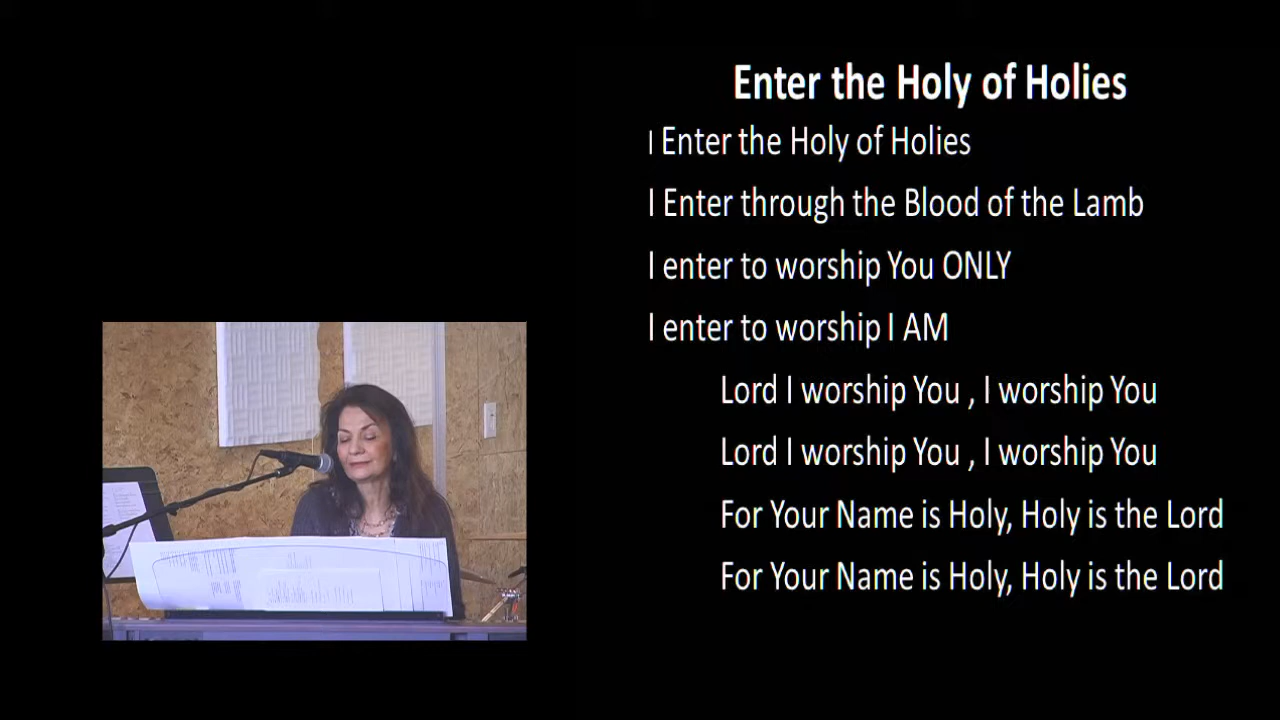 Enter the Holy of Holies
I Enter the Holy of Holies
I Enter through the Blood of the Lamb
I enter to worship You ONLY
I enter to worship I AM
Lord I worship You , I worship You
Lord I worship You , I worship You
For Your Name is Holy, Holy is the Lord
For Your Name is Holy, Holy is the Lord